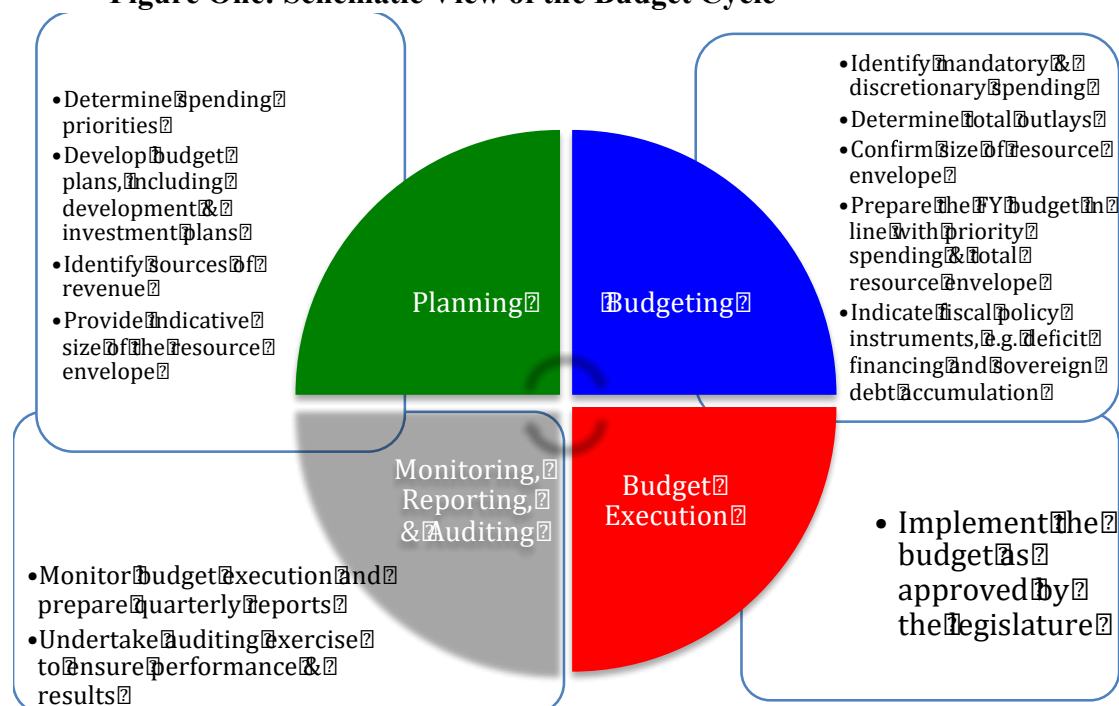 Figure One: Schematic View of the Budget Cycle
•Determine spending
priorities
•Develop budget
plans, including
development &
investment plans
•Identify sources of
revenue
•Provide indicative
size of the resource
envelope
Planning
Budgeting
•Identify mandatory &
discretionary spending
•Determine total outlays
•Confirm size of resource
envelope
•Prepare the FY budget in
line with priority
spending & total
resource envelope
•Indicate fiscal policy
instruments, e.g. deficit
financing and sovereign
debt accumulation
Monitoring,
Reporting,
& Auditing
•Monitor budget execution and
prepare quarterly reports
•Undertake auditing exercise
to ensure performance &
results
Budget
Execution
• Implement the
budget as
approved by
the legislature